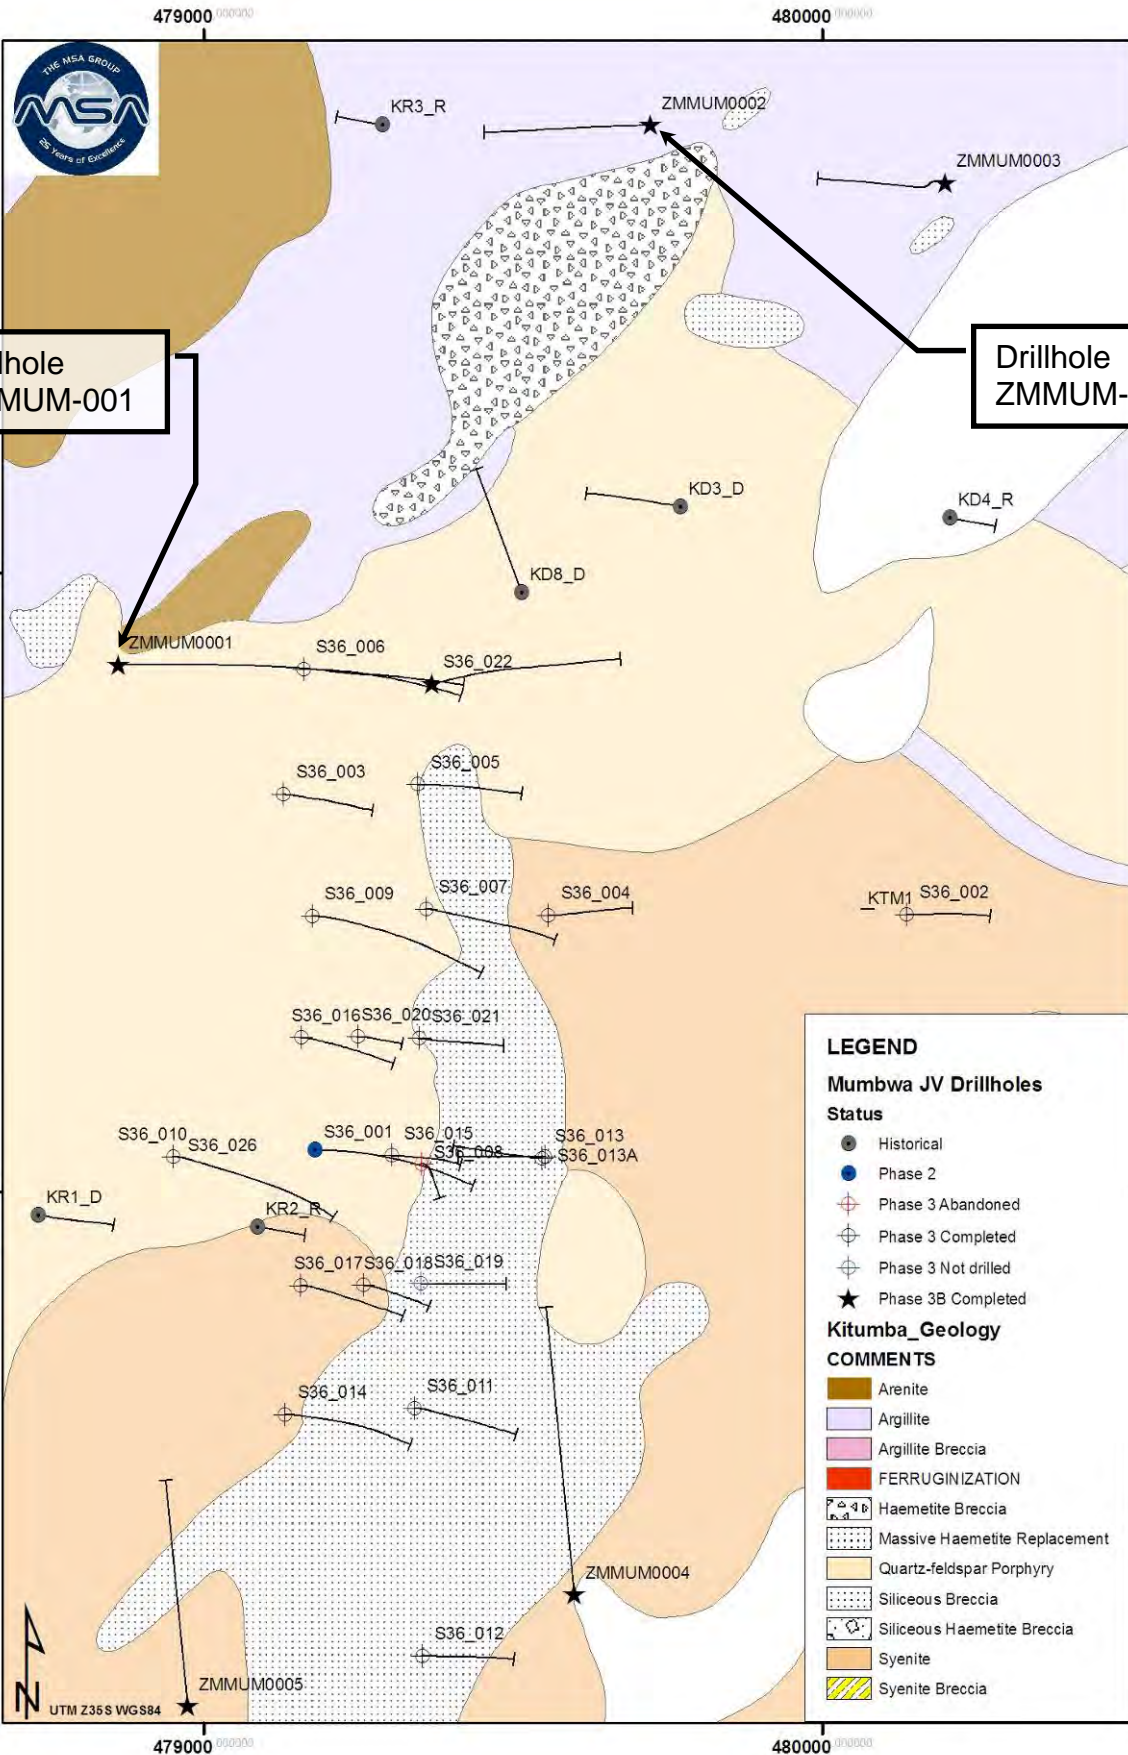 479000
480000
THE MSA GROUP
MSA
25 Years of Excellence
KR3_R
ZMMUM0002
ZMMUM0003
lhole
MUM-001
Drillhole
ZMMUM-
KD3_D
KD4_R
KD8_D
ZMMUM0001
S36_006
S36_022
S36_003
S36_005
S36_009
S36_007
S36_004
_KTM1
S36_002
S36_016
S36_020
S36_021
S36_010
S36_026
S36_001
S36_015
S36_008
S36_013
S36_013A
KR1_D
KR2_R
S36_017
S36_018
S36_019
S36_014
S36_011
ZMMUM0004
S36_012
ZMMUM0005
N
UTM Z35S WGS84
LEGEND
Mumbwa JV Drillholes
Status
Historical
Phase 2
Phase 3 Abandoned
Phase 3 Completed
Phase 3 Not drilled
Phase 3B Completed
Kitumba_Geology
COMMENTS
Arenite
Argillite
Argillite Breccia
FERRUGINIZATION
Haemetite Breccia
Massive Haemetite Replacement
Quartz-feldspar Porphyry
Siliceous Breccia
Siliceous Haemetite Breccia
Syenite
Syenite Breccia
479000
480000